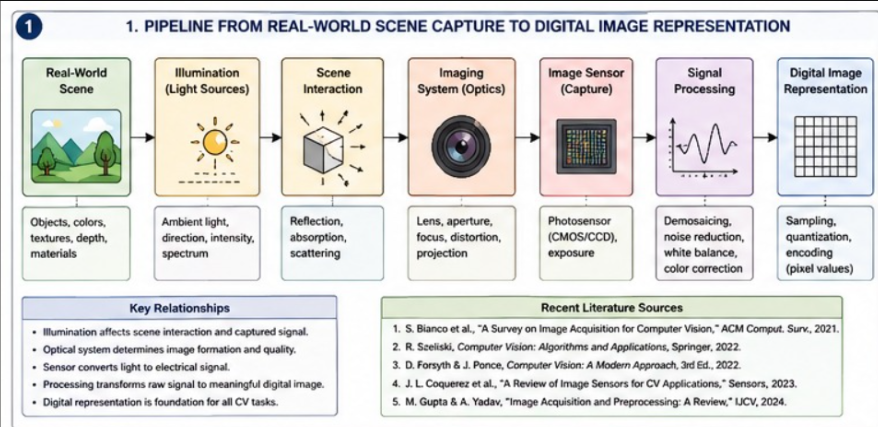 1
1. PIPELINE FROM REAL-WORLD SCENE CAPTURE TO DIGITAL IMAGE REPRESENTATION
Real-World
Scene
Objects, colors,
textures, depth,
materials
Illumination
(Light Sources)
Ambient light,
direction, intensity,
spectrum
Scene
Interaction
Reflection,
absorption,
scattering
Imaging
System (Optics)
Lens, aperture,
focus, distortion,
projection
Image Sensor
(Capture)
Photosensor
(CMOS/CCD),
exposure
Signal
Processing
Demosaicing,
noise reduction,
white balance,
color correction
Digital Image
Representation
Sampling,
quantization,
encoding
(pixel values)
Key Relationships
• Illumination affects scene interaction and captured signal.
• Optical system determines image formation and quality.
• Sensor converts light to electrical signal.
• Processing transforms raw signal to meaningful digital image.
• Digital representation is foundation for all CV tasks.
Recent Literature Sources
1. S. Bianco et al., "A Survey on Image Acquisition for Computer Vision," ACM Comput. Surv., 2021.
2. R. Szeliski, Computer Vision: Algorithms and Applications, Springer, 2022.
3. D. Forsyth & J. Ponce, Computer Vision: A Modern Approach, 3rd Ed., 2022.
4. J. L. Coquerez et al., "A Review of Image Sensors for CV Applications," Sensors, 2023.
5. M. Gupta & A. Yadav, "Image Acquisition and Preprocessing: A Review," IJCV, 2024.